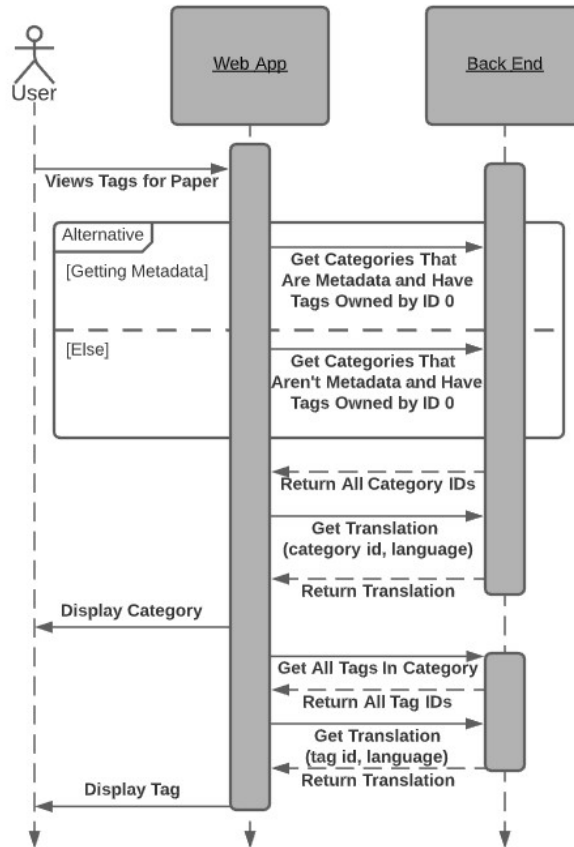 User
Web App
Back End
Views Tags for Paper
Alternative
[Getting Metadata]
Get Categories That
Are Metadata and Have
Tags Owned by ID 0
[Else]
Get Categories That
Aren't Metadata and Have
Tags Owned by ID 0
Return All Category IDs
Get Translation
(category id, language)
Return Translation
Display Category
Get All Tags In Category
Return All Tag IDs
Get Translation
(tag id, language)
Return Translation
Display Tag